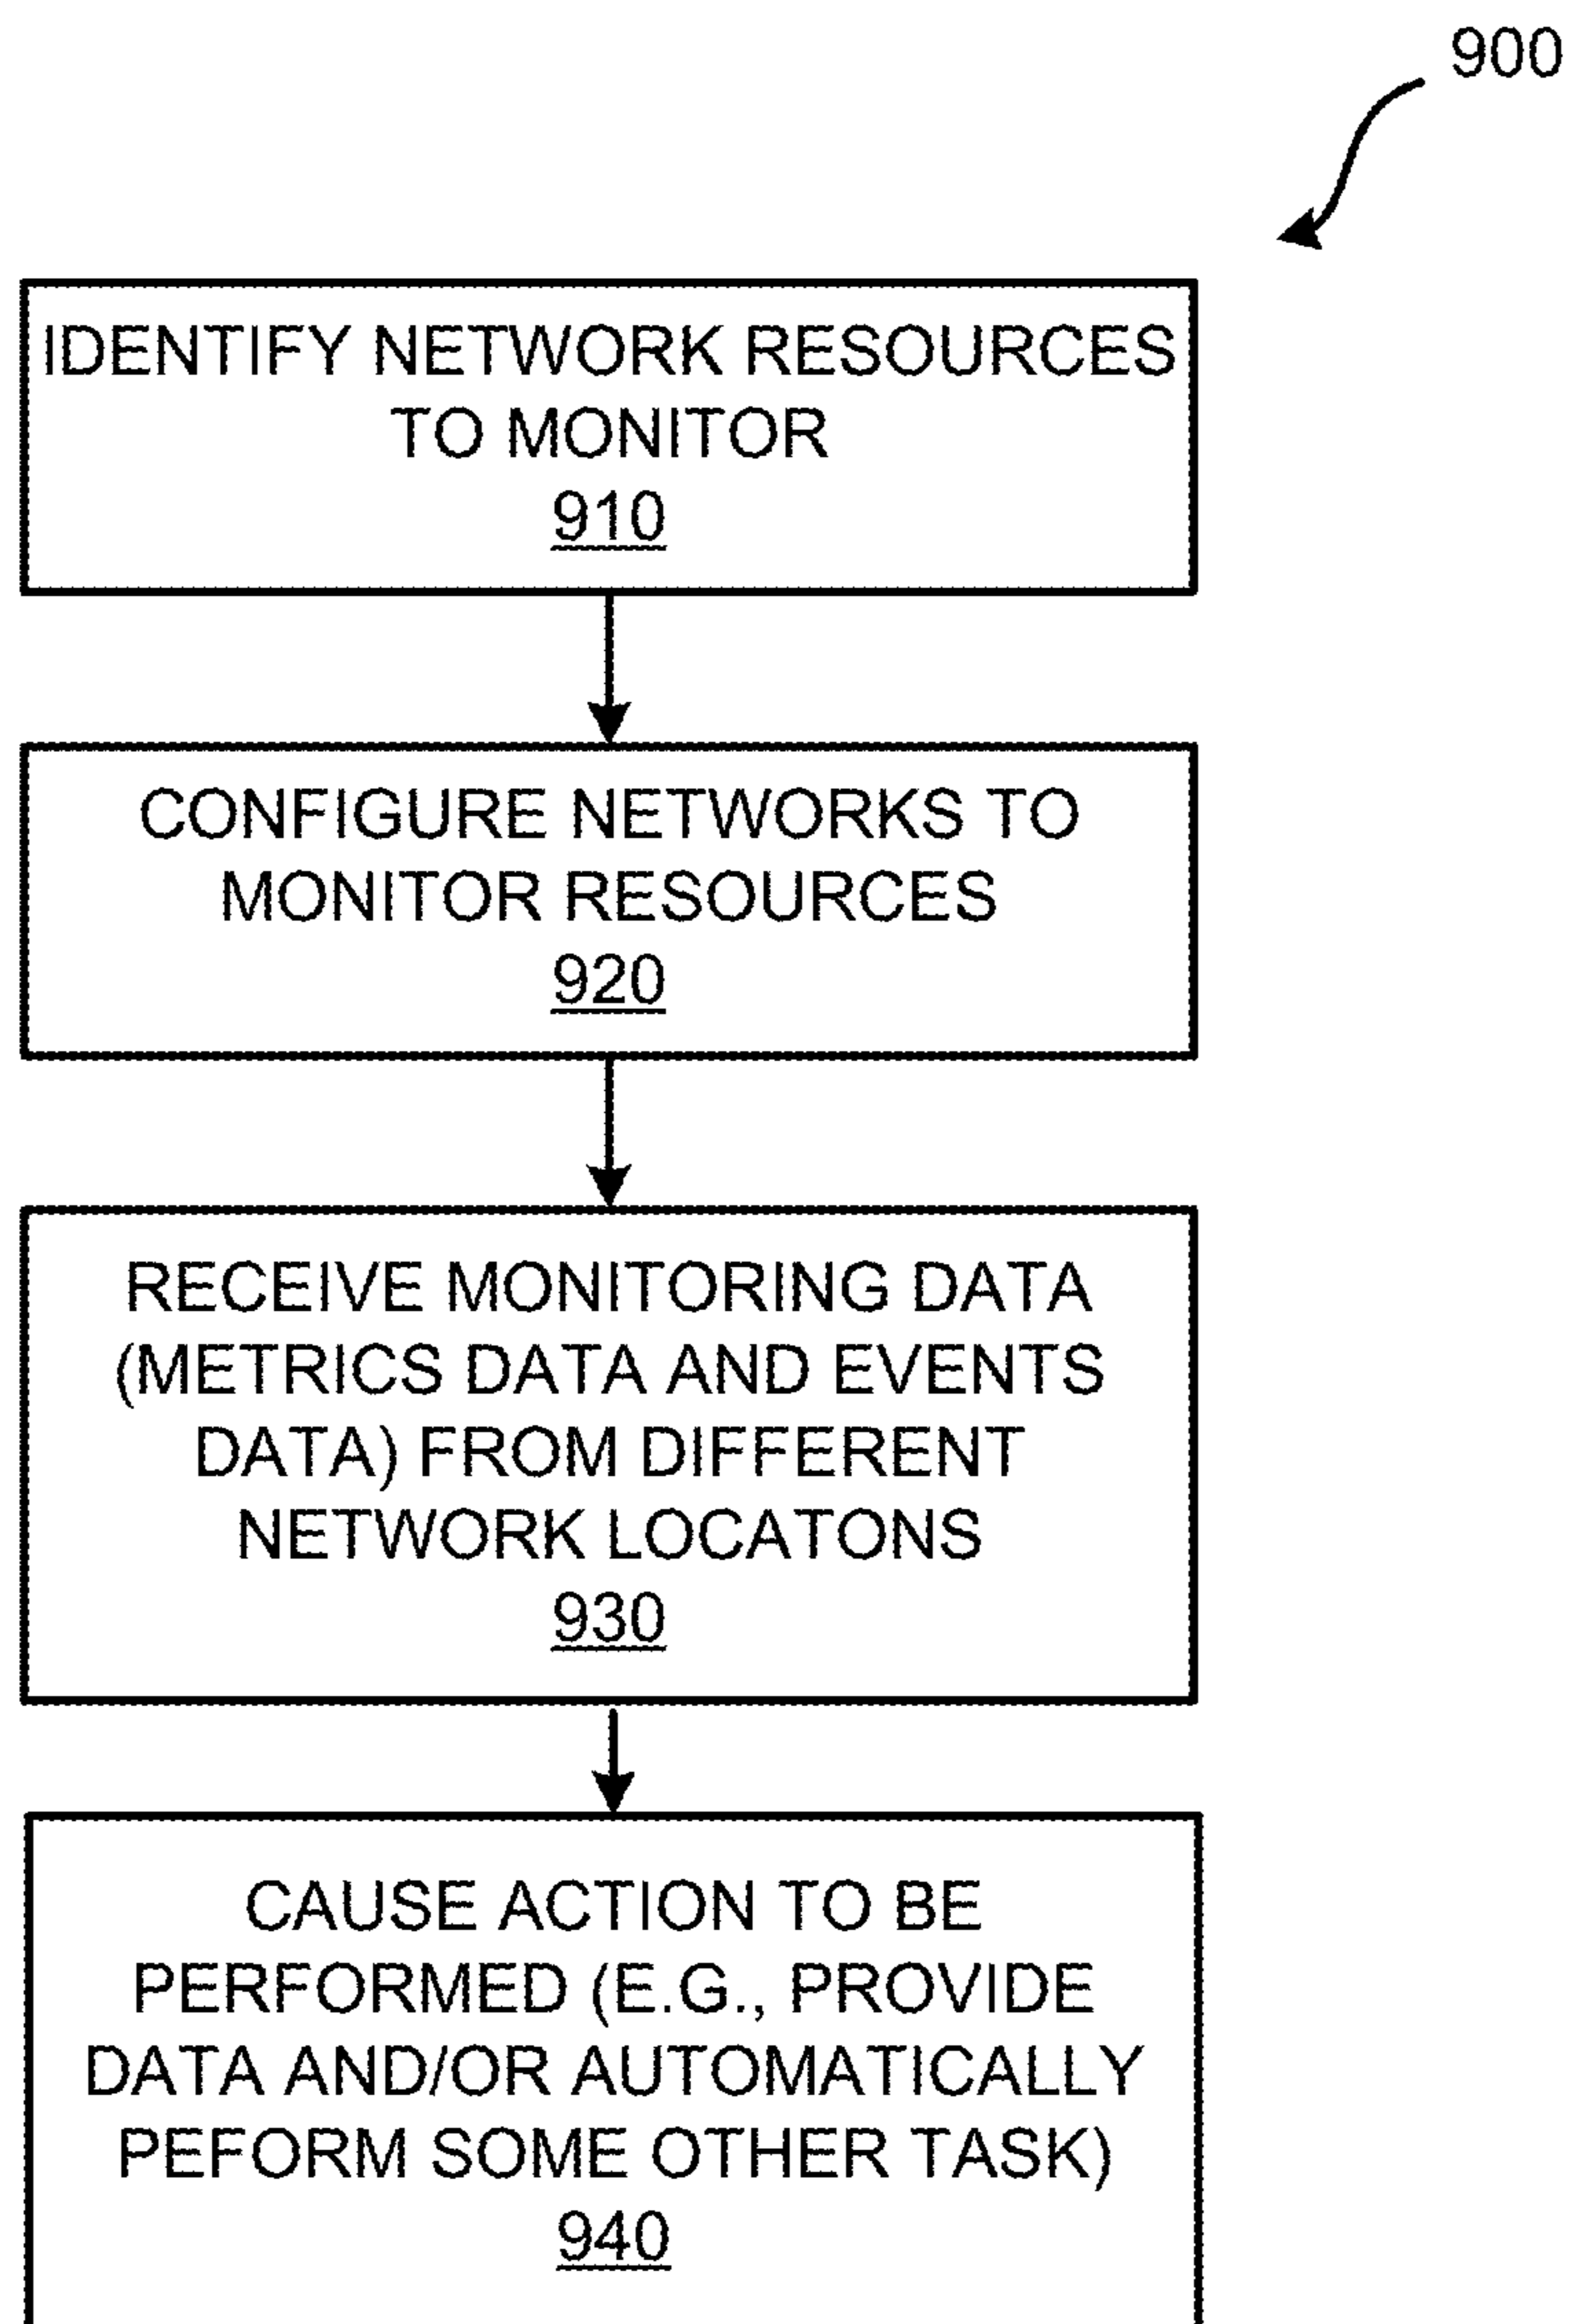 900
IDENTIFY NETWORK RESOURCES
TO MONITOR
910
CONFIGURE NETWORKS TO
MONITOR RESOURCES
920
RECEIVE MONITORING DATA
(METRICS DATA AND EVENTS
DATA) FROM DIFFERENT
NETWORK LOCATONS
930
CAUSE ACTION TO BE
PERFORMED (E.G., PROVIDE
DATA AND/OR AUTOMATICALLY
PEFORM SOME OTHER TASK)
940